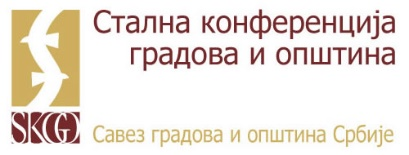 Стална конференција
градова и општина
SKGO
Савез градова и општина Србије